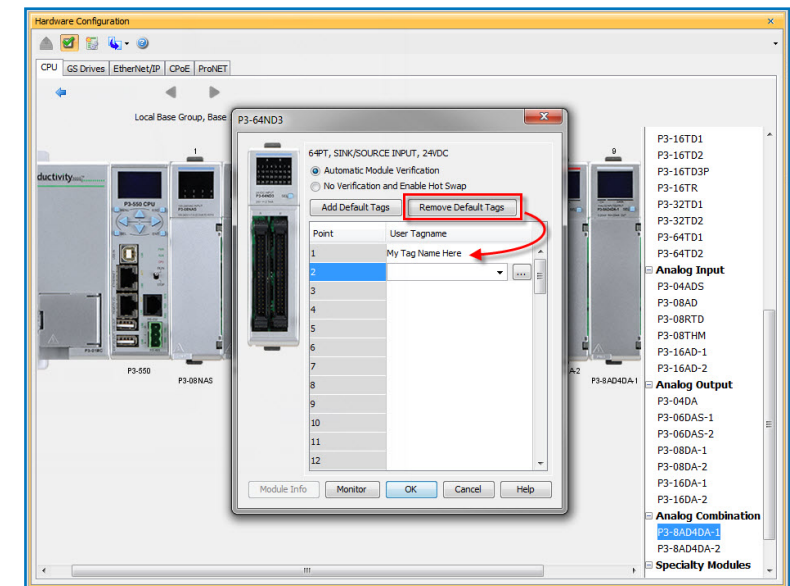 Hardware Configuration
CPU GS Drives EtherNet/IP CPoE ProNET
Local Base Group, Base
1
ductivity
P3-550 CPU
P3-550
P3-08NAS
P3-64ND3
64PT, SINK/SOURCE INPUT, 24VDC
Automatic Module Verification
No Verification and Enable Hot Swap
Add Default Tags Remove Default Tags
Point User Tagname
1 My Tag Name Here
2 ...
3
4
5
6
7
8
9
10
11
12
Module Info Monitor OK Cancel Help
9
A-2
P3-8AD4DA-1
P3-16TD1
P3-16TD2
P3-16TD3P
P3-16TR
P3-32TD1
P3-32TD2
P3-64TD1
P3-64TD2
Analog Input
P3-04ADS
P3-08AD
P3-08RTD
P3-08THM
P3-16AD-1
P3-16AD-2
Analog Output
P3-04DA
P3-06DAS-1
P3-06DAS-2
P3-08DA-1
P3-08DA-2
P3-16DA-1
P3-16DA-2
Analog Combination
P3-8AD4DA-1
P3-8AD4DA-2
Specialty Modules